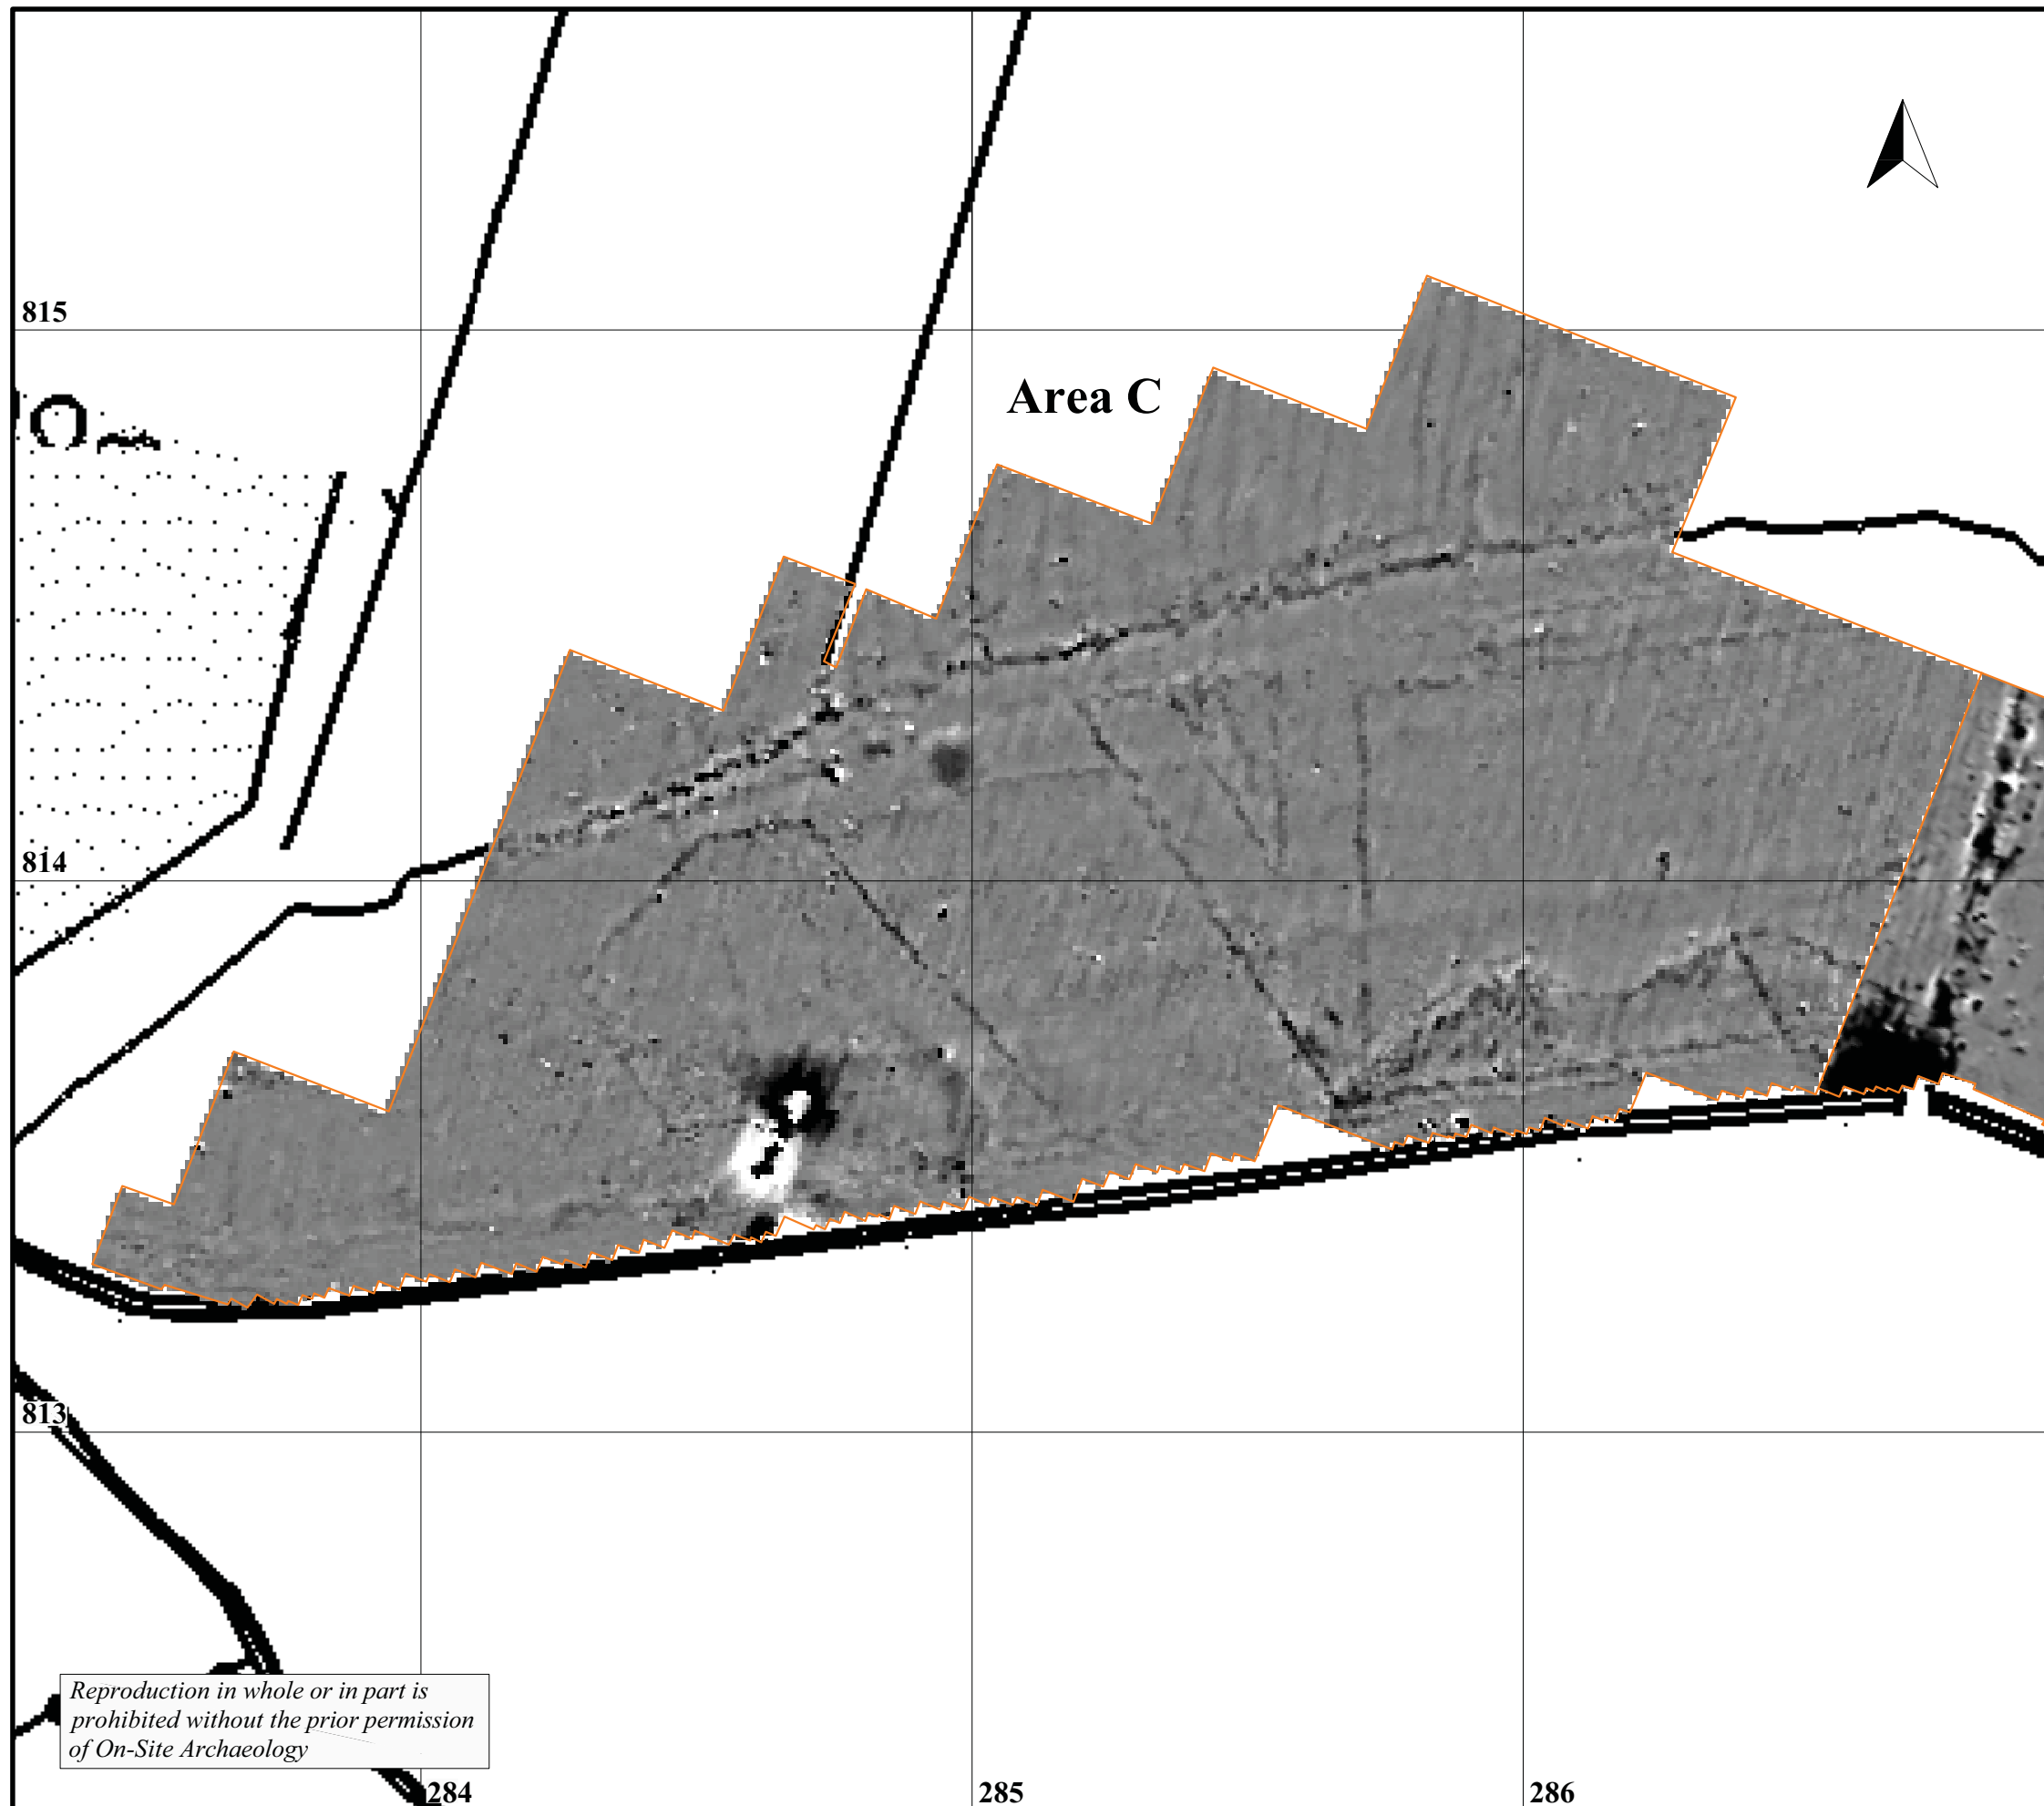 815
Area C
814
813
Reproduction in whole or in part is
prohibited without the prior permission
of On-Site Archaeology
284
285
286